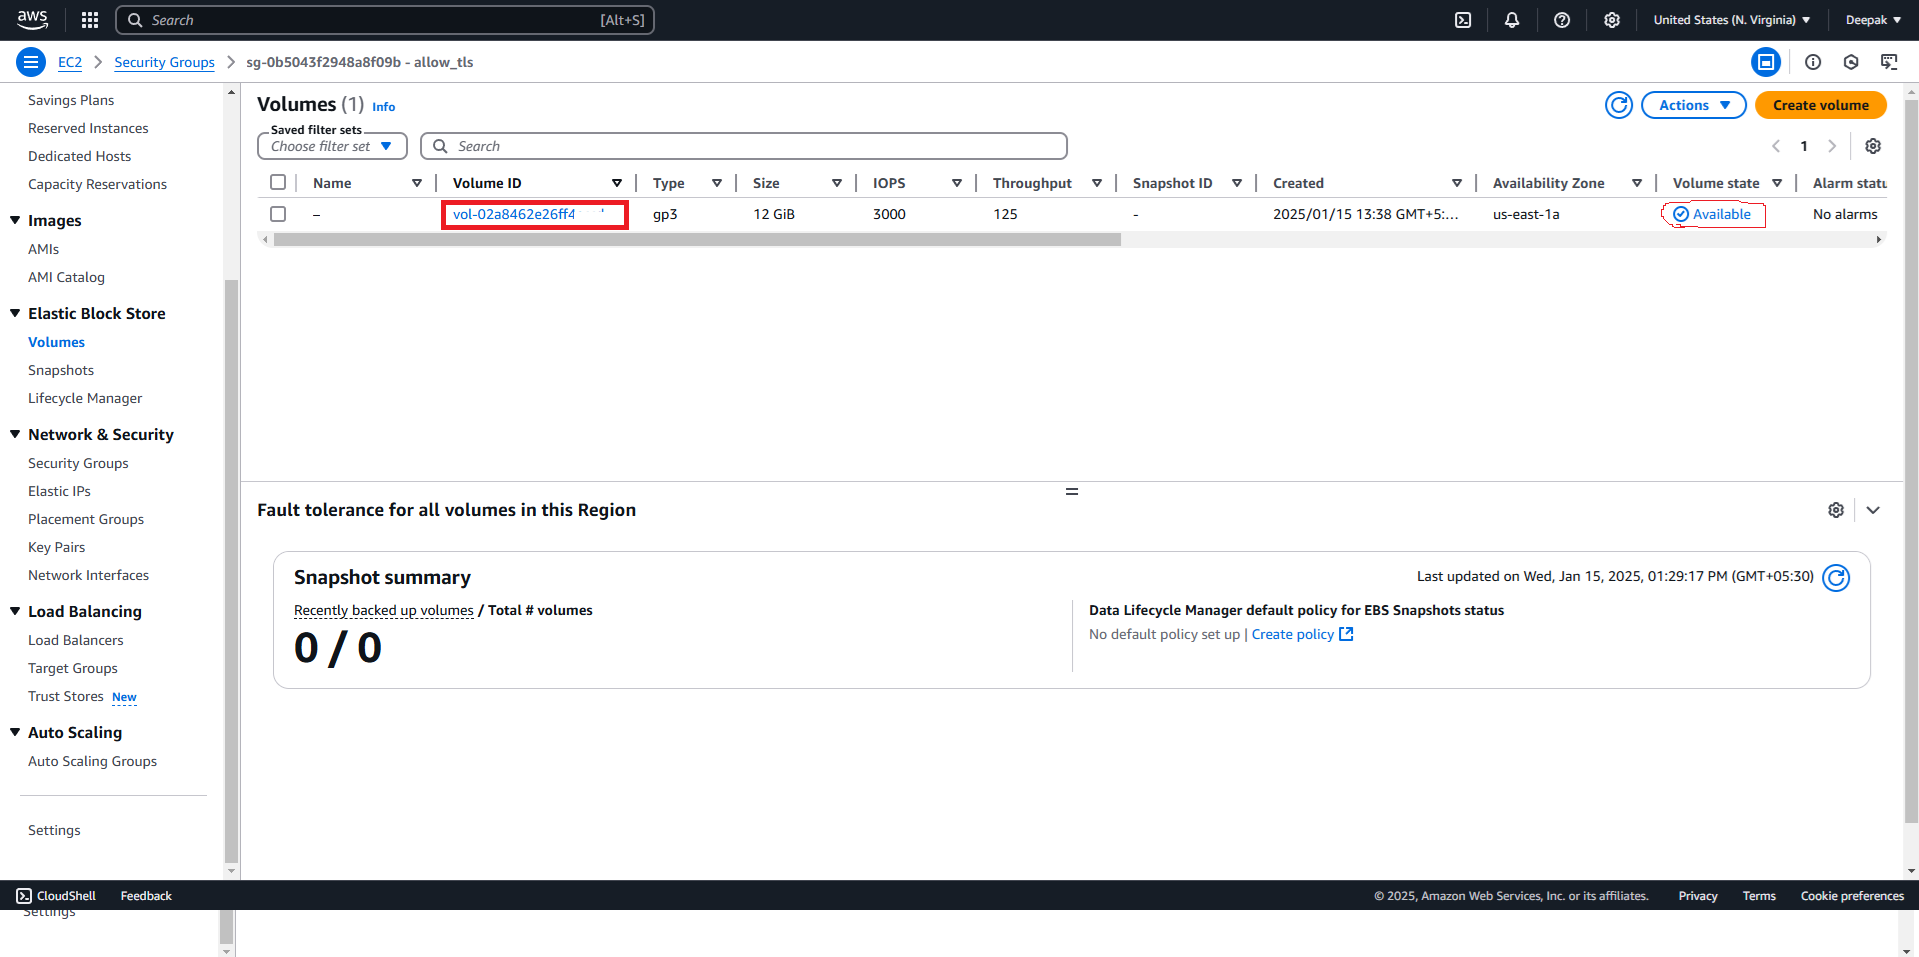 aws
Search [Alt+S]
United States (N. Virginia)
Deepak
EC2
Security Groups
sg-0b5043f2948a8f09b - allow_tls
Savings Plans
Reserved Instances
Dedicated Hosts
Capacity Reservations
Images
AMIs
AMI Catalog
Elastic Block Store
Volumes
Snapshots
Lifecycle Manager
Network & Security
Security Groups
Elastic IPs
Placement Groups
Key Pairs
Network Interfaces
Load Balancing
Load Balancers
Target Groups
Trust Stores New
Auto Scaling
Auto Scaling Groups
Settings
Volumes (1) Info
Actions
Create volume
Saved filter sets
Choose filter set
Search
1
Name Volume ID Type Size IOPS Throughput Snapshot ID Created Availability Zone Volume state Alarm statu
– vol-02a8462e26ff4 gp3 12 GiB 3000 125 - 2025/01/15 13:38 GMT+5:... us-east-1a Available No alarms
Fault tolerance for all volumes in this Region
Snapshot summary
Last updated on Wed, Jan 15, 2025, 01:29:17 PM (GMT+05:30)
Recently backed up volumes / Total # volumes
0 / 0
Data Lifecycle Manager default policy for EBS Snapshots status
No default policy set up | Create policy
CloudShell Feedback
© 2025, Amazon Web Services, Inc. or its affiliates. Privacy Terms Cookie preferences
Settings